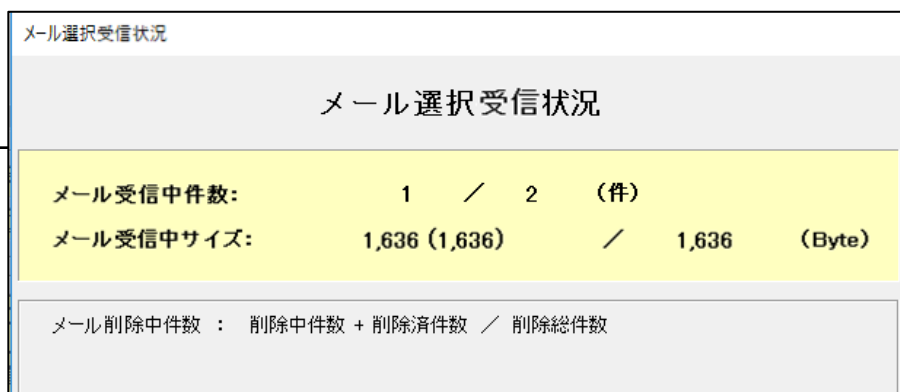 メール選択受信状況
メール選択受信状況
メール受信中件数: 1 ／ 2 (件)
メール受信中サイズ: 1,636 (1,636) ／ 1,636 (Byte)
メール削除中件数 : 削除中件数 + 削除済件数 ／ 削除総件数